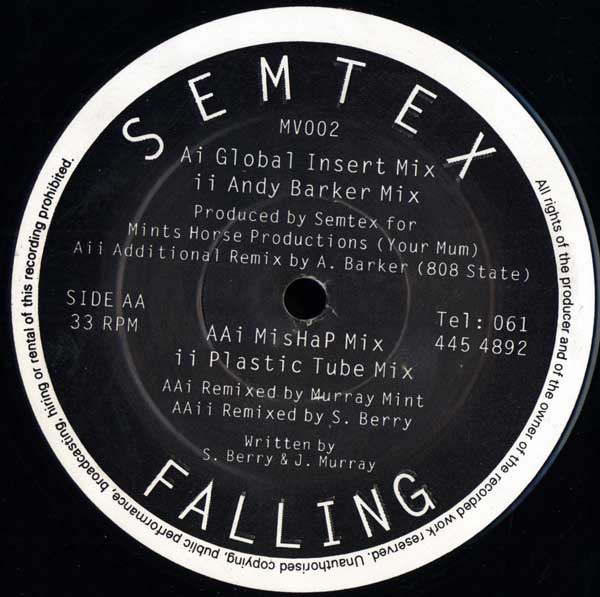 SEMTEX
MV002
Ai Global Insert Mix
ii Andy Barker Mix
Produced by Semtex for
Mints Horse Productions (Your Mum)
Aii Additional Remix by A. Barker (808 State)
SIDE AA
33 RPM
Tel: 061
445 4892
AAi MisHaP Mix
ii Plastic Tube Mix
AAi Remixed by Murray Mint
AAii Remixed by S. Berry
Written by
S. Berry & J. Murray
FALLING
All rights of the producer and of the owner of the recorded work reserved. Unauthorised copying, public performance, broadcasting, hiring or rental of this recording prohibited.